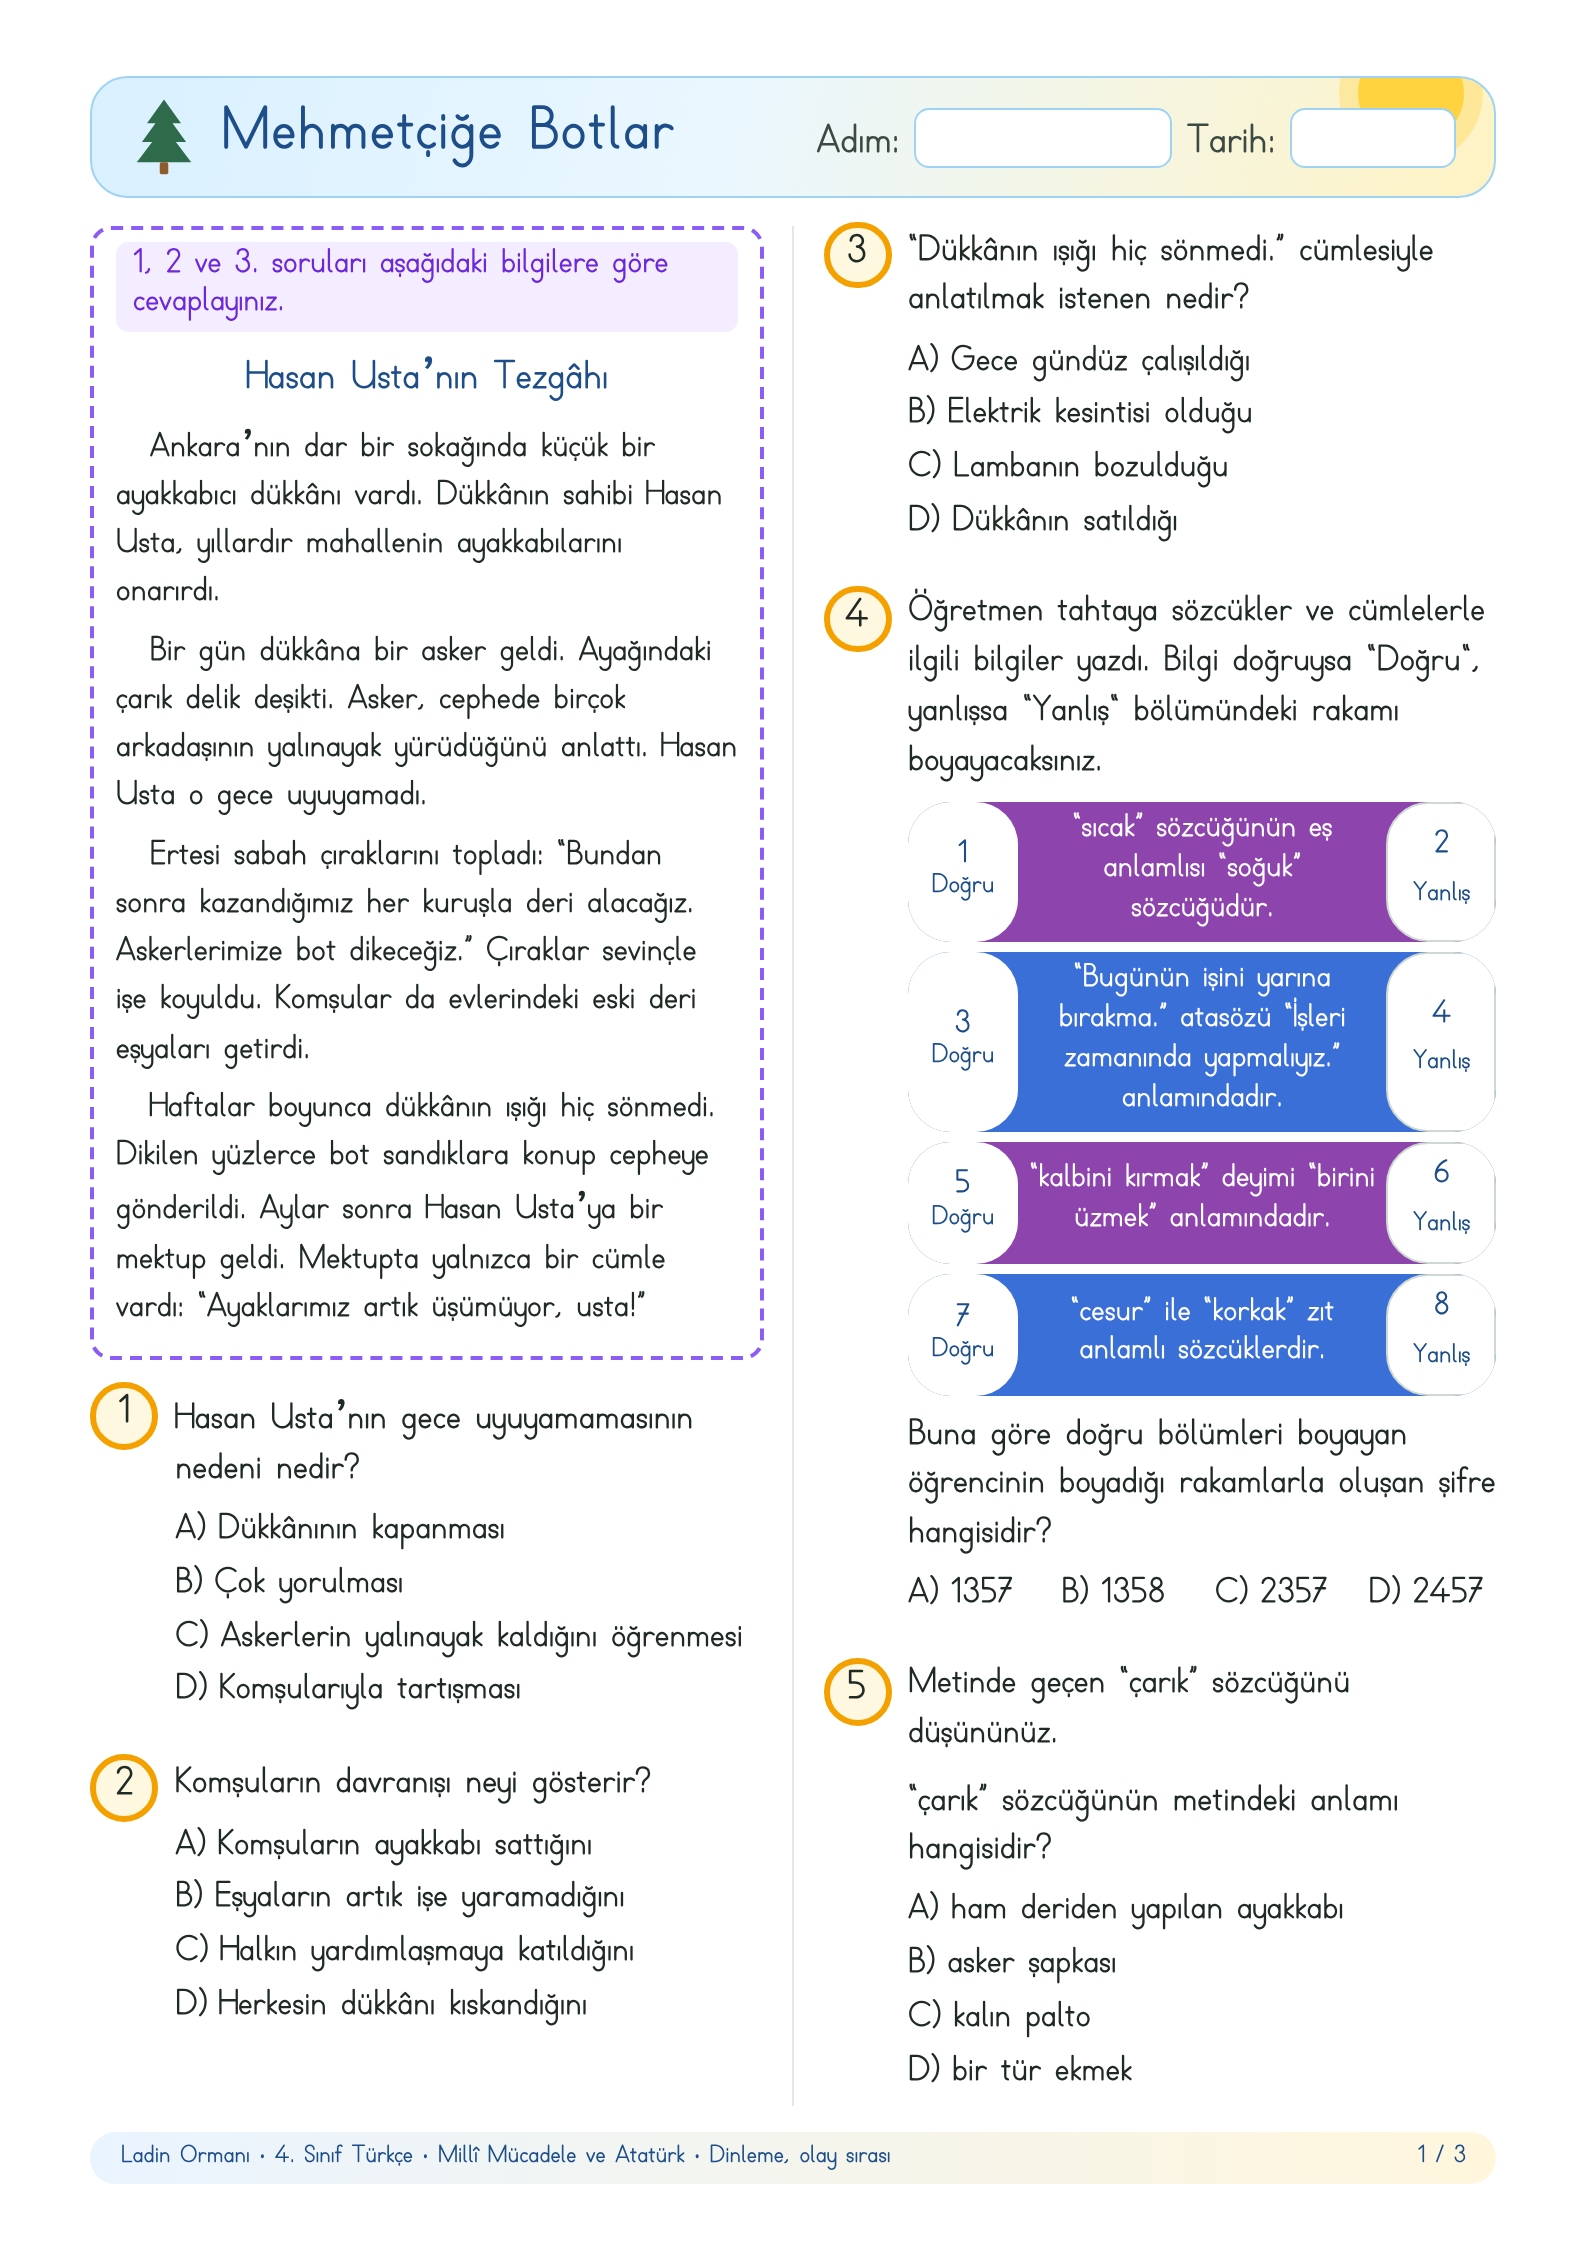 Mehmetçiğe Botlar
Adım:
Tarih:
1, 2 ve 3. soruları aşağıdaki bilgilere göre
cevaplayınız.
Hasan Usta’nın Tezgâhı
Ankara’nın dar bir sokağında küçük bir
ayakkabıcı dükkânı vardı. Dükkânın sahibi Hasan
Usta, yıllardır mahallenin ayakkabılarını
onarırdı.
Bir gün dükkâna bir asker geldi. Ayağındaki
çarık delik deşikti. Asker, cephede birçok
arkadaşının yalınayak yürüdüğünü anlattı. Hasan
Usta o gece uyuyamadı.
Ertesi sabah çıraklarını topladı: “Bundan
sonra kazandığımız her kuruşla deri alacağız.
Askerlerimize bot dikeceğiz.” Çıraklar sevinçle
işe koyuldu. Komşular da evlerindeki eski deri
eşyaları getirdi.
Haftalar boyunca dükkânın ışığı hiç sönmedi.
Dikilen yüzlerce bot sandıklara konup cepheye
gönderildi. Aylar sonra Hasan Usta’ya bir
mektup geldi. Mektupta yalnızca bir cümle
vardı: “Ayaklarımız artık üşümüyor, usta!”
1
Hasan Usta’nın gece uyuyamamasının
nedeni nedir?
A) Dükkânının kapanması
B) Çok yorulması
C) Askerlerin yalınayak kaldığını öğrenmesi
D) Komşularıyla tartışması
2
Komşuların davranışı neyi gösterir?
A) Komşuların ayakkabı sattığını
B) Eşyaların artık işe yaramadığını
C) Halkın yardımlaşmaya katıldığını
D) Herkesin dükkânı kıskandığını
3
“Dükkânın ışığı hiç sönmedi.” cümlesiyle
anlatılmak istenen nedir?
A) Gece gündüz çalışıldığı
B) Elektrik kesintisi olduğu
C) Lambanın bozulduğu
D) Dükkânın satıldığı
4
Öğretmen tahtaya sözcükler ve cümlelerle
ilgili bilgiler yazdı. Bilgi doğruysa “Doğru“,
yanlışsa “Yanlış“ bölümündeki rakamı
boyayacaksınız.
1
Doğru
“sıcak” sözcüğünün eş
anlamlısı “soğuk”
sözcüğüdür.
2
Yanlış
3
Doğru
“Bugünün işini yarına
bırakma.” atasözü “İşleri
zamanında yapmalıyız.”
anlamındadır.
4
Yanlış
5
Doğru
“kalbini kırmak” deyimi “birini
üzmek” anlamındadır.
6
Yanlış
7
Doğru
“cesur” ile “korkak” zıt
anlamlı sözcüklerdir.
8
Yanlış
Buna göre doğru bölümleri boyayan
öğrencinin boyadığı rakamlarla oluşan şifre
hangisidir?
A) 1357 B) 1358 C) 2357 D) 2457
5
Metinde geçen “çarık” sözcüğünü
düşününüz.
“çarık” sözcüğünün metindeki anlamı
hangisidir?
A) ham deriden yapılan ayakkabı
B) asker şapkası
C) kalın palto
D) bir tür ekmek
Ladin Ormanı • 4. Sınıf Türkçe • Millî Mücadele ve Atatürk • Dinleme, olay sırası
1 / 3